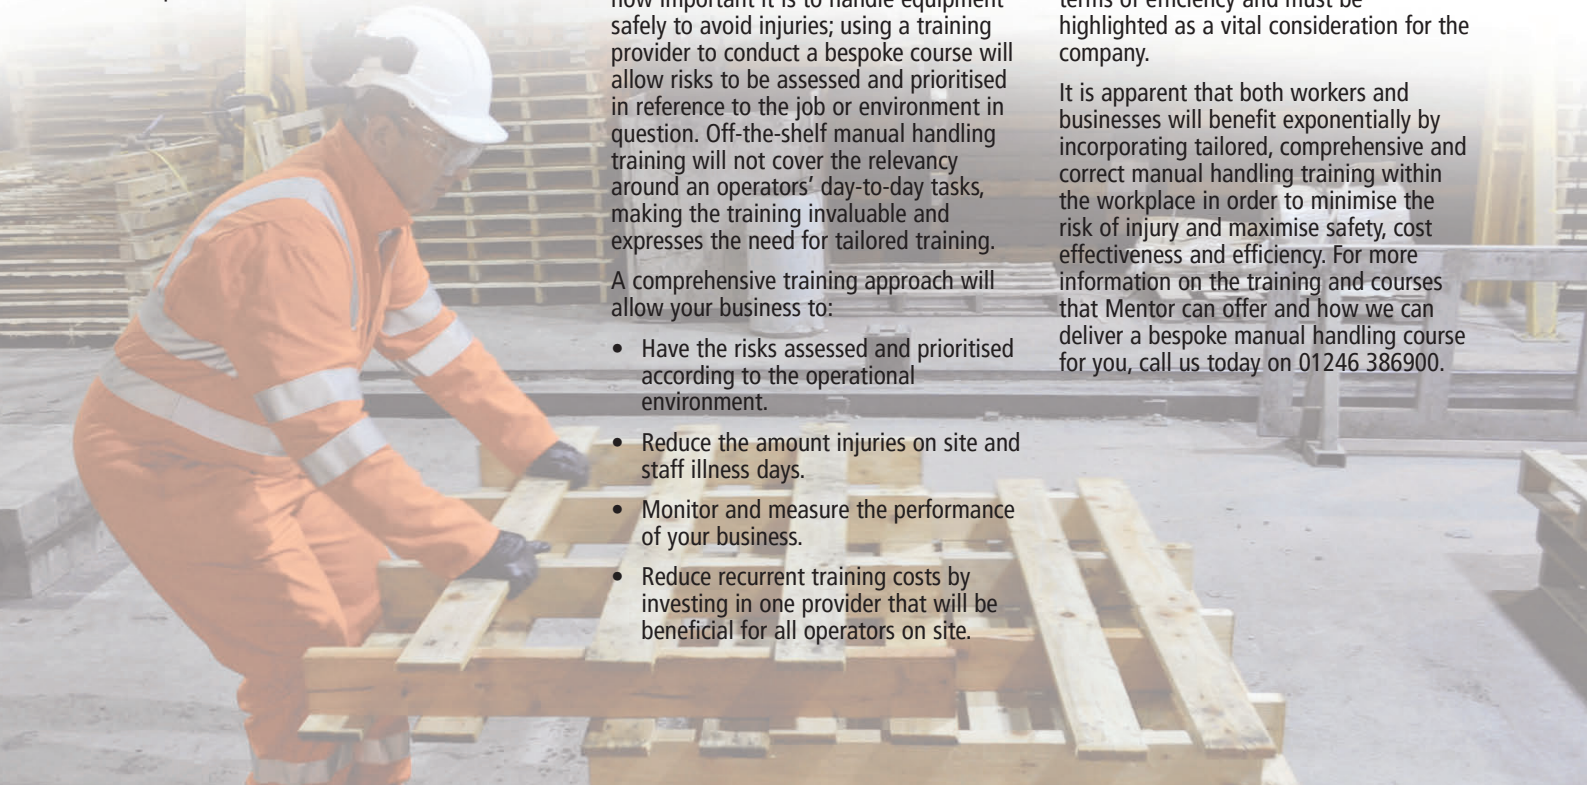 how important it is to handle equipment
safely to avoid injuries; using a training
provider to conduct a bespoke course will
allow risks to be assessed and prioritised
in reference to the job or environment in
question. Off-the-shelf manual handling
training will not cover the relevancy
around an operators’ day-to-day tasks,
making the training invaluable and
expresses the need for tailored training.
A comprehensive training approach will
allow your business to:
• Have the risks assessed and prioritised
according to the operational
environment.
• Reduce the amount injuries on site and
staff illness days.
• Monitor and measure the performance
of your business.
• Reduce recurrent training costs by
investing in one provider that will be
beneficial for all operators on site.
terms of efficiency and must be
highlighted as a vital consideration for the
company.
It is apparent that both workers and
businesses will benefit exponentially by
incorporating tailored, comprehensive and
correct manual handling training within
the workplace in order to minimise the
risk of injury and maximise safety, cost
effectiveness and efficiency. For more
information on the training and courses
that Mentor can offer and how we can
deliver a bespoke manual handling course
for you, call us today on 01246 386900.